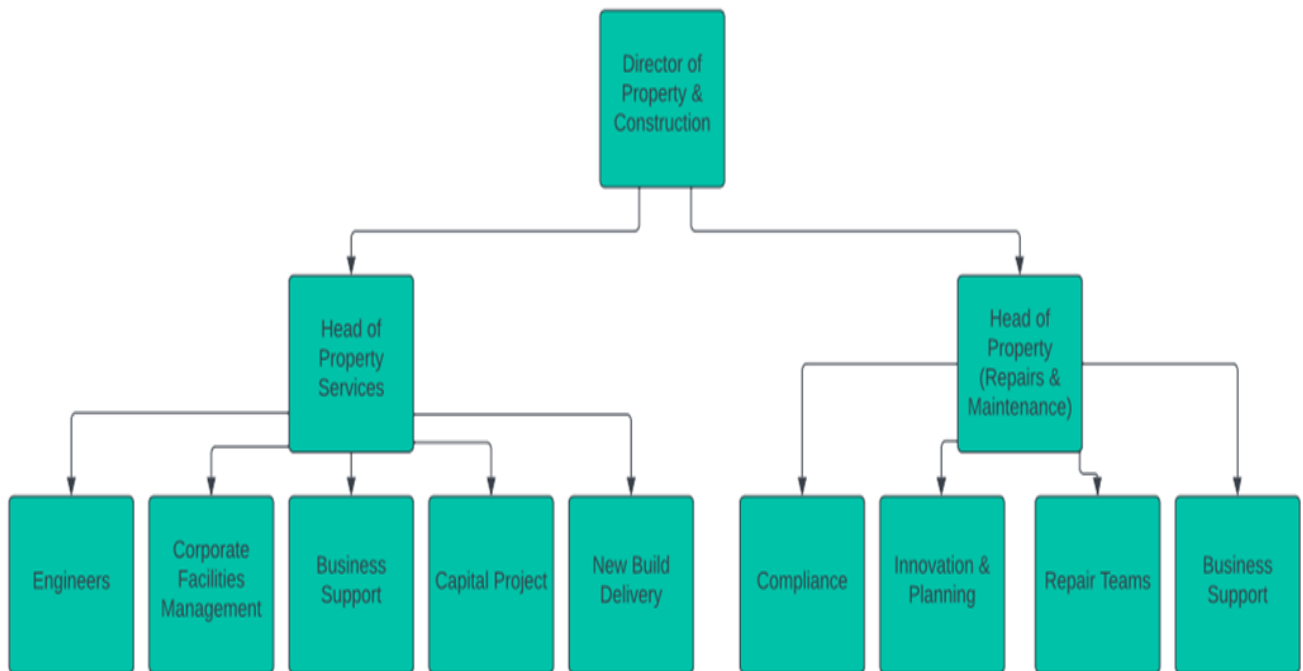 Director of
Property &
Construction
Head of
Property
Services
Head of
Property
(Repairs &
Maintenance)
Engineers
Corporate
Facilities
Management
Business
Support
Capital Project
New Build
Delivery
Compliance
Innovation &
Planning
Repair Teams
Business
Support